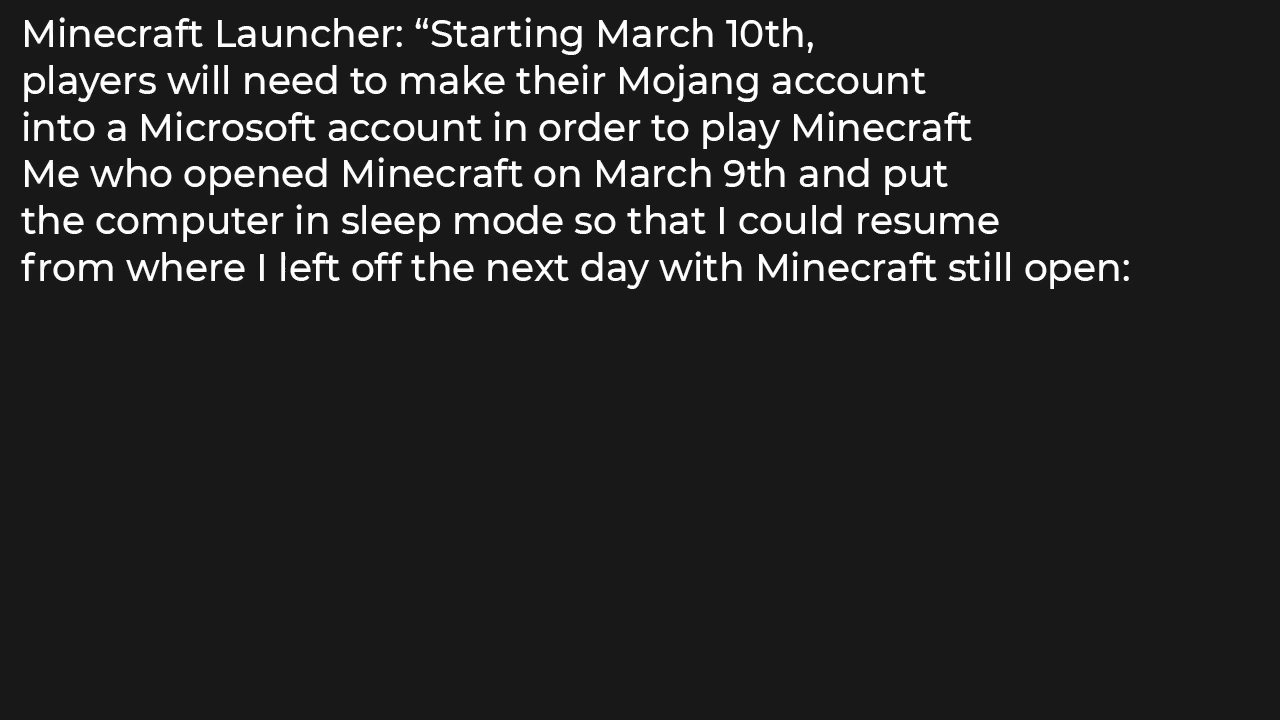 Minecraft Launcher: “Starting March 10th,
players will need to make their Mojang account
into a Microsoft account in order to play Minecraft
Me who opened Minecraft on March 9th and put
the computer in sleep mode so that I could resume
from where I left off the next day with Minecraft still open: